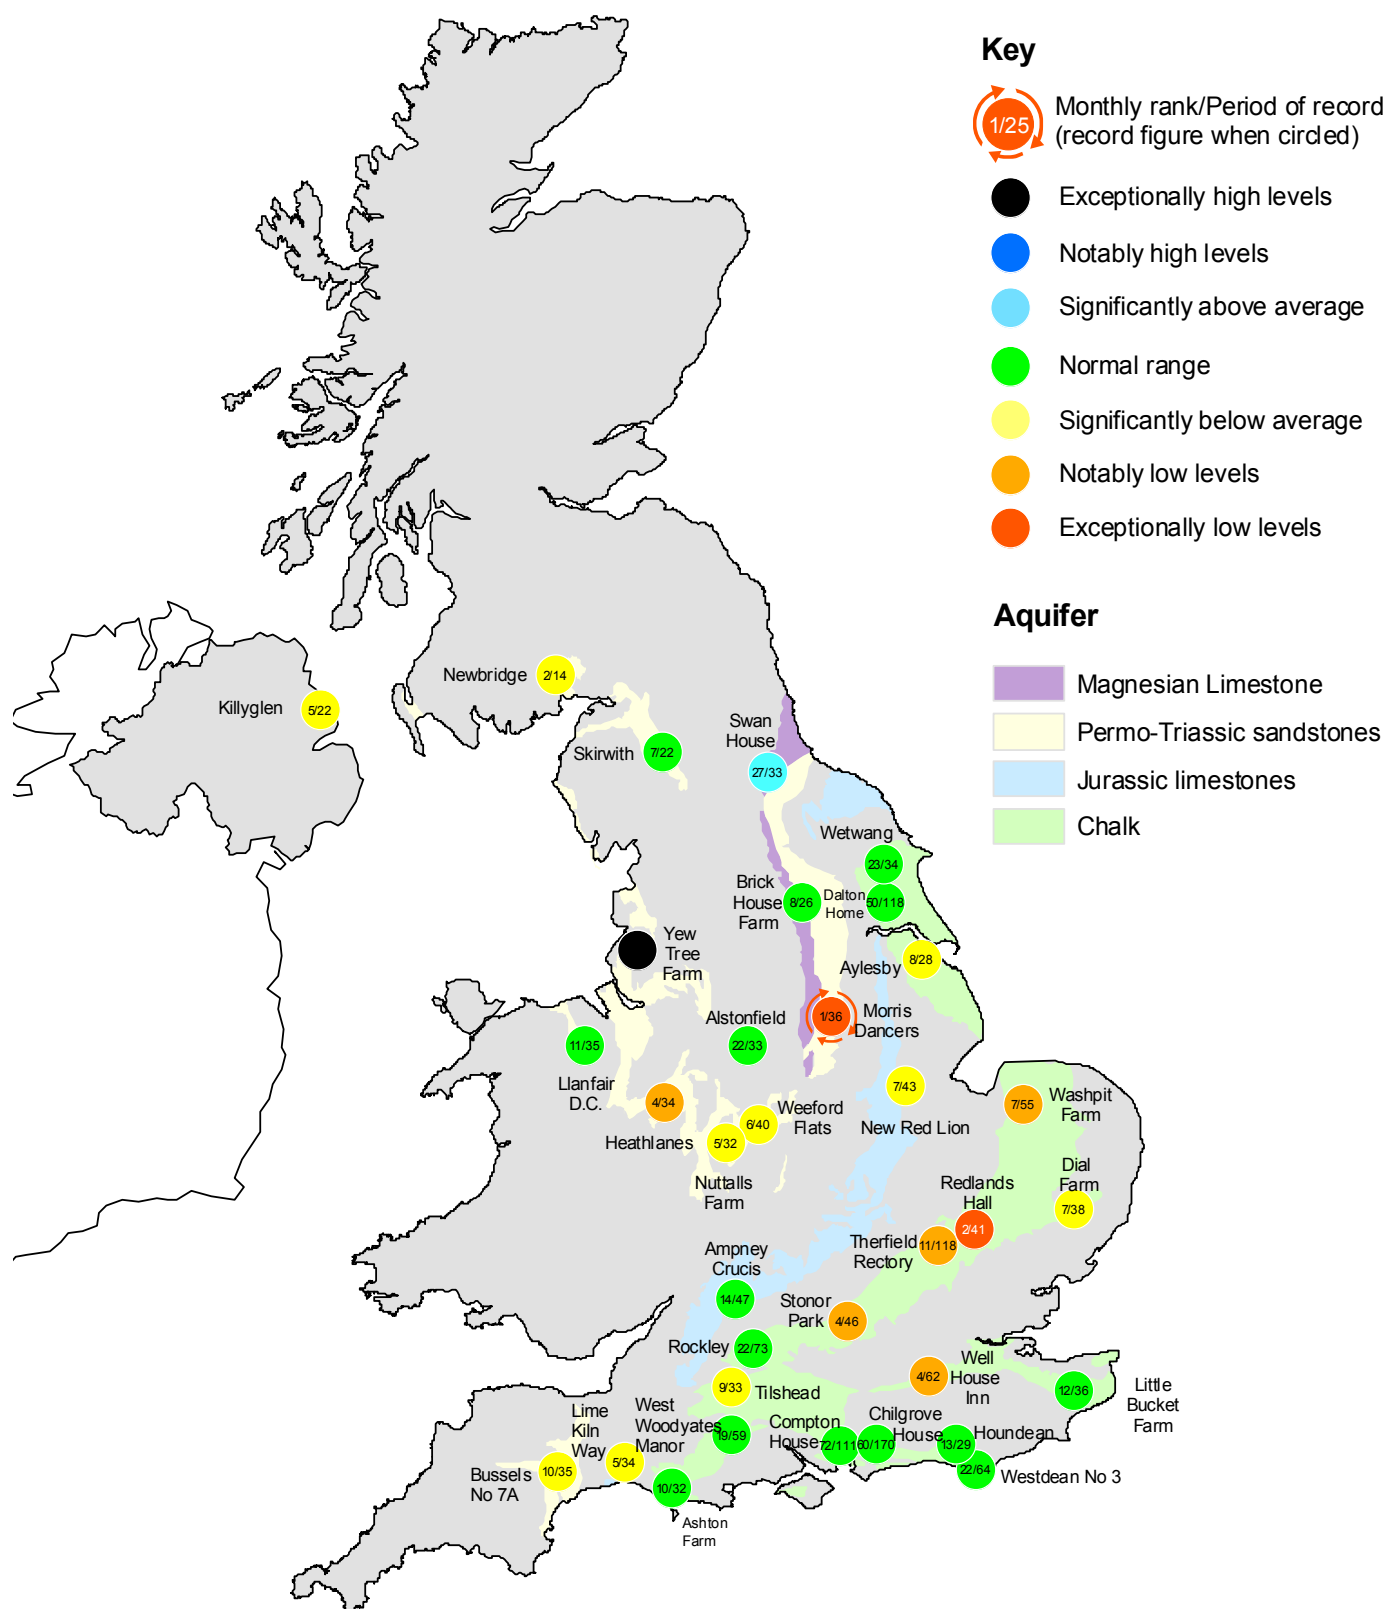 Key
1/25
Monthly rank/Period of record
(record figure when circled)
Exceptionally high levels
Notably high levels
Significantly above average
Normal range
Significantly below average
Notably low levels
Exceptionally low levels
Aquifer
Magnesian Limestone
Permo-Triassic sandstones
Jurassic limestones
Chalk
Newbridge
2/14
Killyglen
5/22
Skirwith
7/22
Swan
House
27/33
Wetwang
23/34
Brick
House
Farm
8/26
Dalton
Home
50/118
Yew
Tree
Farm
Aylesby
8/28
Morris
Dancers
1/36
Alstonfield
22/33
Llanfair
D.C.
11/35
Heathlanes
4/34
Weeford
Flats
6/40
Nuttalls
Farm
5/32
New Red Lion
7/43
Washpit
Farm
7/55
Dial
Farm
7/38
Redlands
Hall
2/41
Therfield
Rectory
11/118
Ampney
Crucis
14/47
Stonor
Park
4/46
Rockley
22/73
Tilshead
9/33
Well
House
Inn
4/62
Little
Bucket
Farm
12/36
West
Woodyates
Manor
19/59
Lime
Kiln
Way
5/34
Compton
House
72/111
Chilgrove
House
60/170
Houndean
13/29
Westdean No 3
22/64
Bussels
No 7A
10/35
Ashton
Farm
10/32